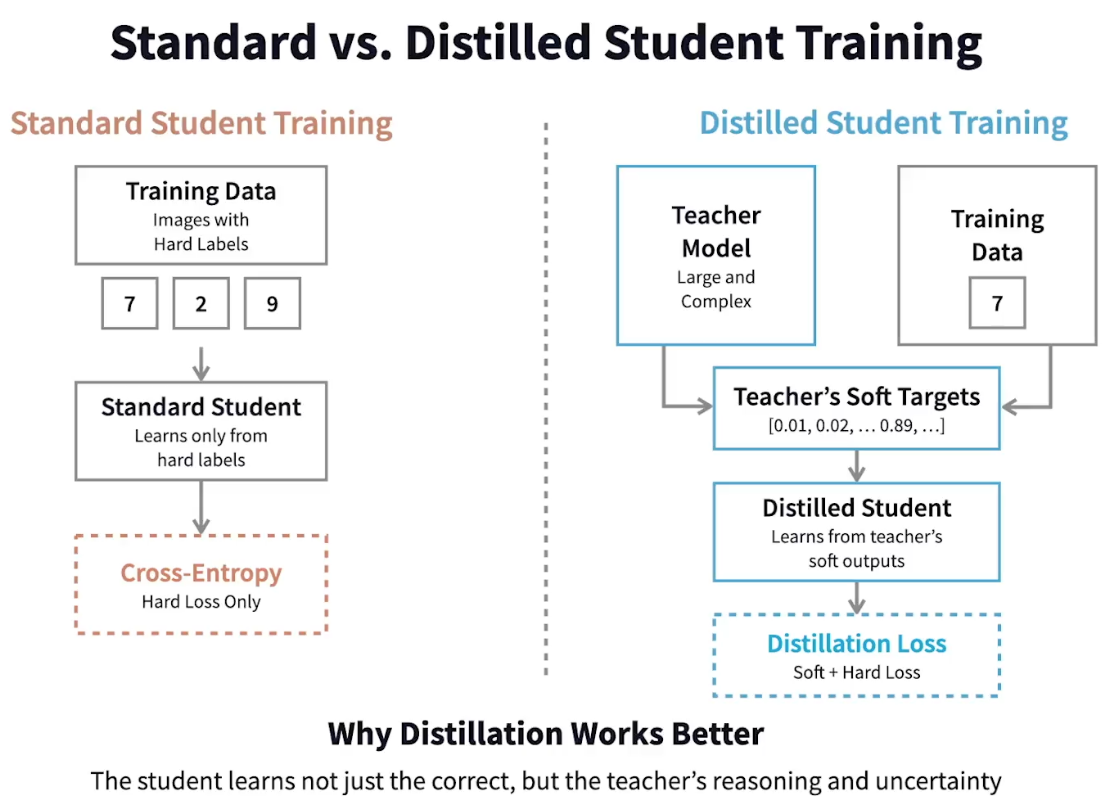 Standard vs. Distilled Student Training
Standard Student Training
Training Data
Images with
Hard Labels
7 2 9
Standard Student
Learns only from
hard labels
Cross-Entropy
Hard Loss Only
Distilled Student Training
Teacher
Model
Large and
Complex
Training
Data
7
Teacher’s Soft Targets
[0.01, 0.02, … 0.89, …]
Distilled Student
Learns from teacher’s
soft outputs
Distillation Loss
Soft + Hard Loss
Why Distillation Works Better
The student learns not just the correct, but the teacher’s reasoning and uncertainty